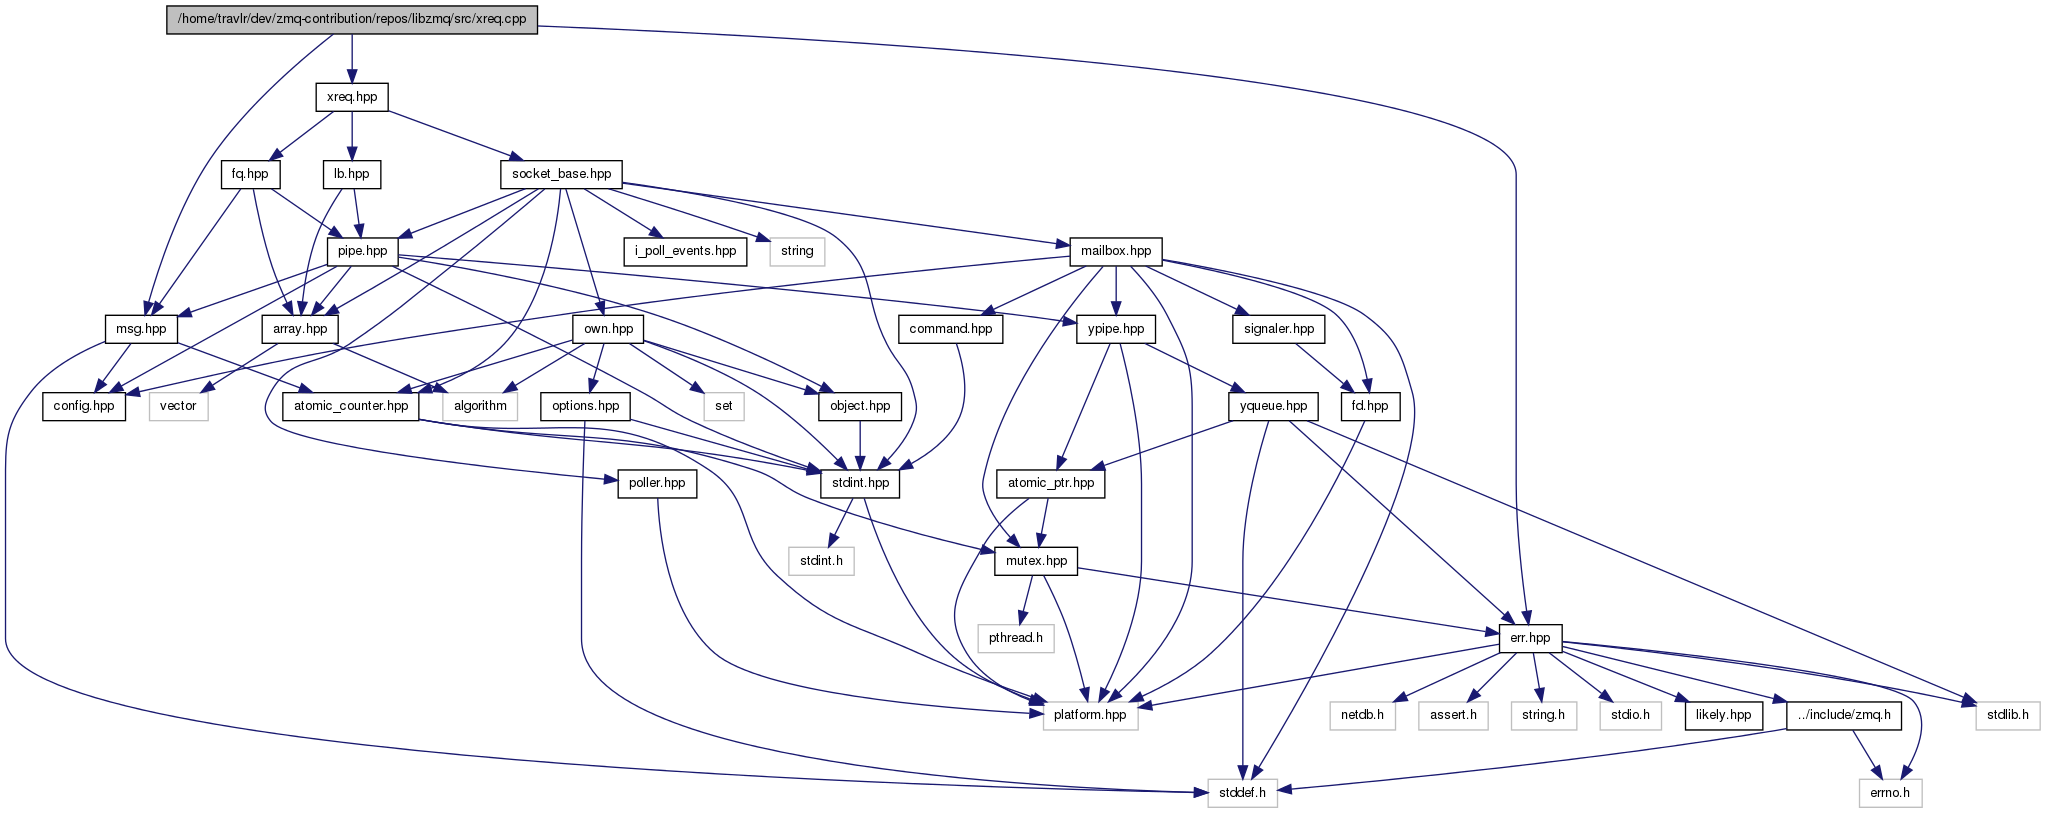 /home/travlr/dev/zmq-contribution/repos/libzmq/src/xreq.cpp
xreq.hpp
fq.hpp
lb.hpp
socket_base.hpp
pipe.hpp
i_poll_events.hpp
string
mailbox.hpp
msg.hpp
array.hpp
own.hpp
command.hpp
ypipe.hpp
signaler.hpp
config.hpp
vector
atomic_counter.hpp
algorithm
options.hpp
set
object.hpp
yqueue.hpp
fd.hpp
poller.hpp
stdint.hpp
atomic_ptr.hpp
stdint.h
mutex.hpp
pthread.h
err.hpp
platform.hpp
netdb.h
assert.h
string.h
stdio.h
likely.hpp
../include/zmq.h
stdlib.h
stddef.h
errno.h